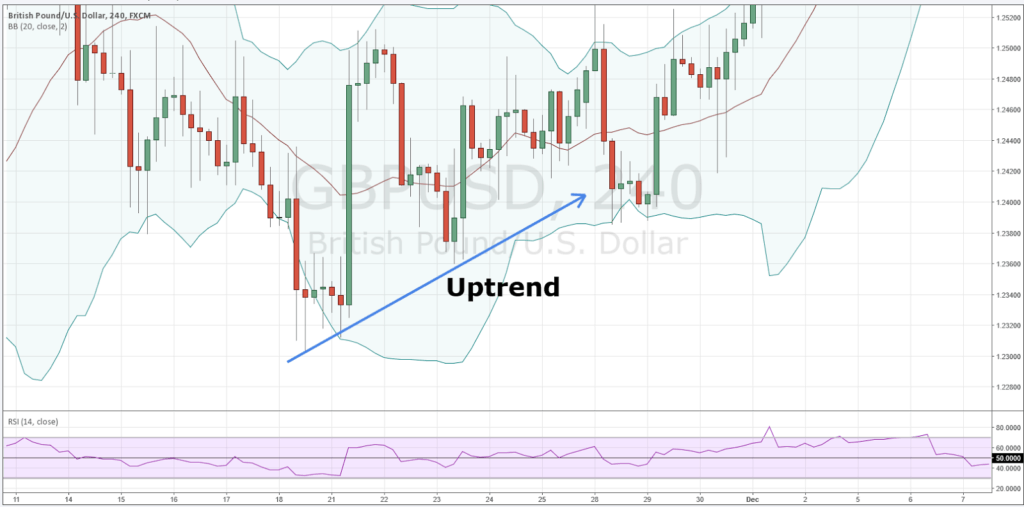 British Pound/U.S. Dollar, 240, FXCM
BB (20, close, 2)
1.25200
1.25000
1.24800
1.24600
1.24400
1.24200
1.24000
1.23800
1.23600
1.23400
1.23200
1.23000
1.22800
GBPUSD, 240
British Pound/U.S. Dollar
Uptrend
RSI (14, close)
80.0000
60.0000
50.0000
40.0000
20.0000
11 14 15 16 17 18 21 22 23 24 25 28 29 30 Dec 2 5 6 7